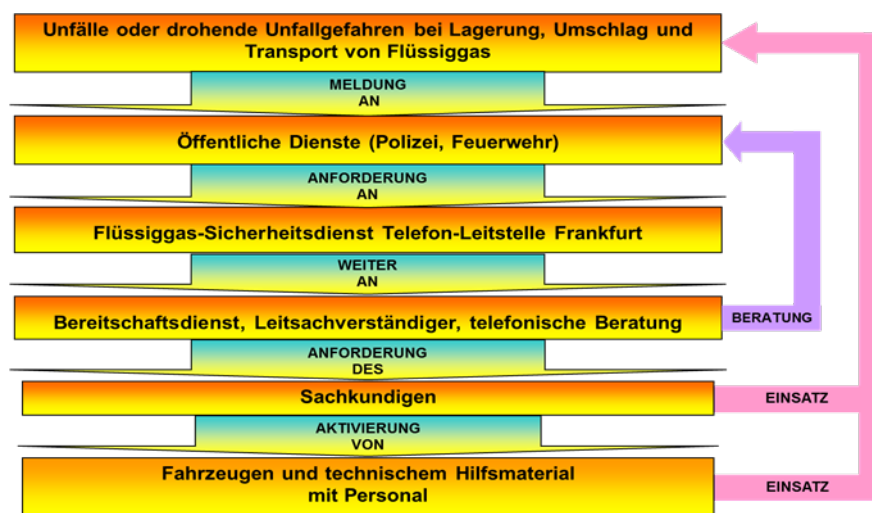 Unfälle oder drohende Unfallgefahren bei Lagerung, Umschlag und
Transport von Flüssiggas
MELDUNG
AN
Öffentliche Dienste (Polizei, Feuerwehr)
ANFORDERUNG
AN
Flüssiggas-Sicherheitsdienst Telefon-Leitstelle Frankfurt
WEITER
AN
Bereitschaftsdienst, Leitsachverständiger, telefonische Beratung
BERATUNG
ANFORDERUNG
DES
Sachkundigen
EINSATZ
AKTIVIERUNG
VON
Fahrzeugen und technischem Hilfsmaterial
mit Personal
EINSATZ